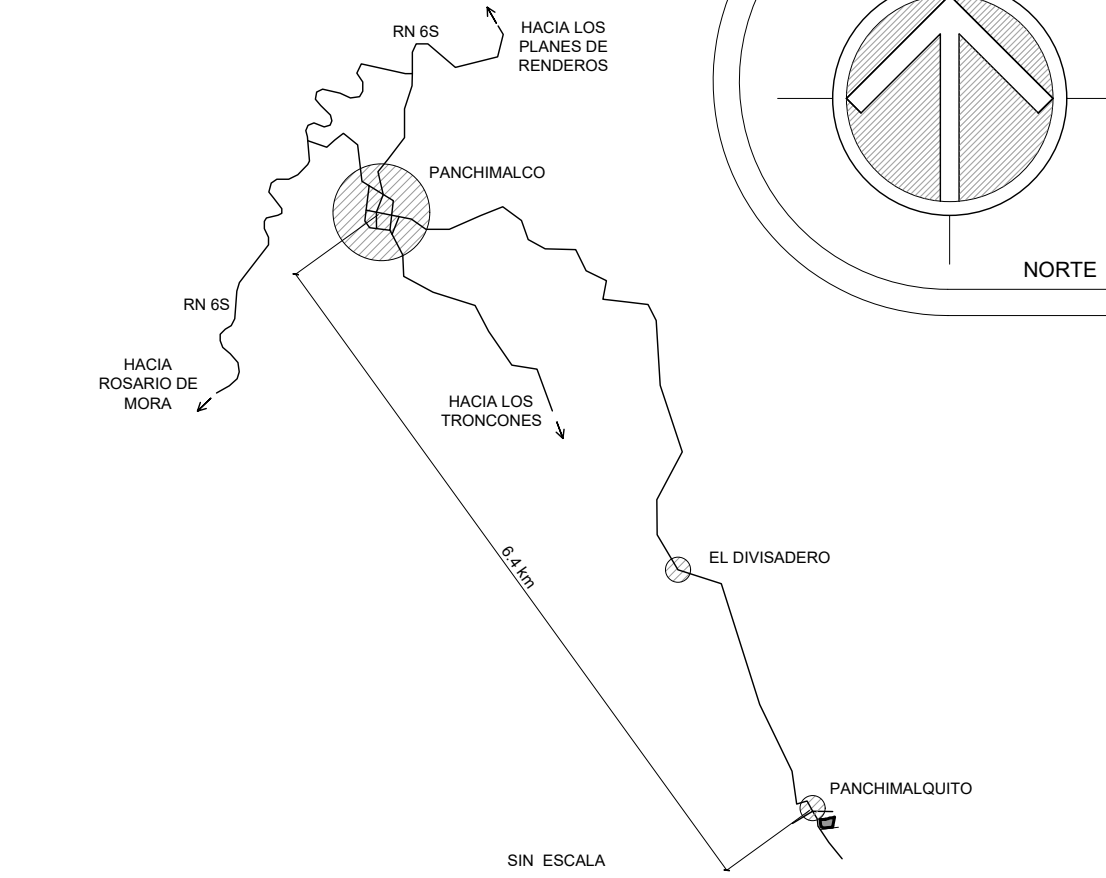 RN 6S
HACIA LOS
PLANES DE
RENDEROS
PANCHIMALCO
NORTE
RN 6S
HACIA
ROSARIO DE
MORA
HACIA LOS
TRONCONES
6.4 km
EL DIVISADERO
PANCHIMALQUITO
SIN ESCALA